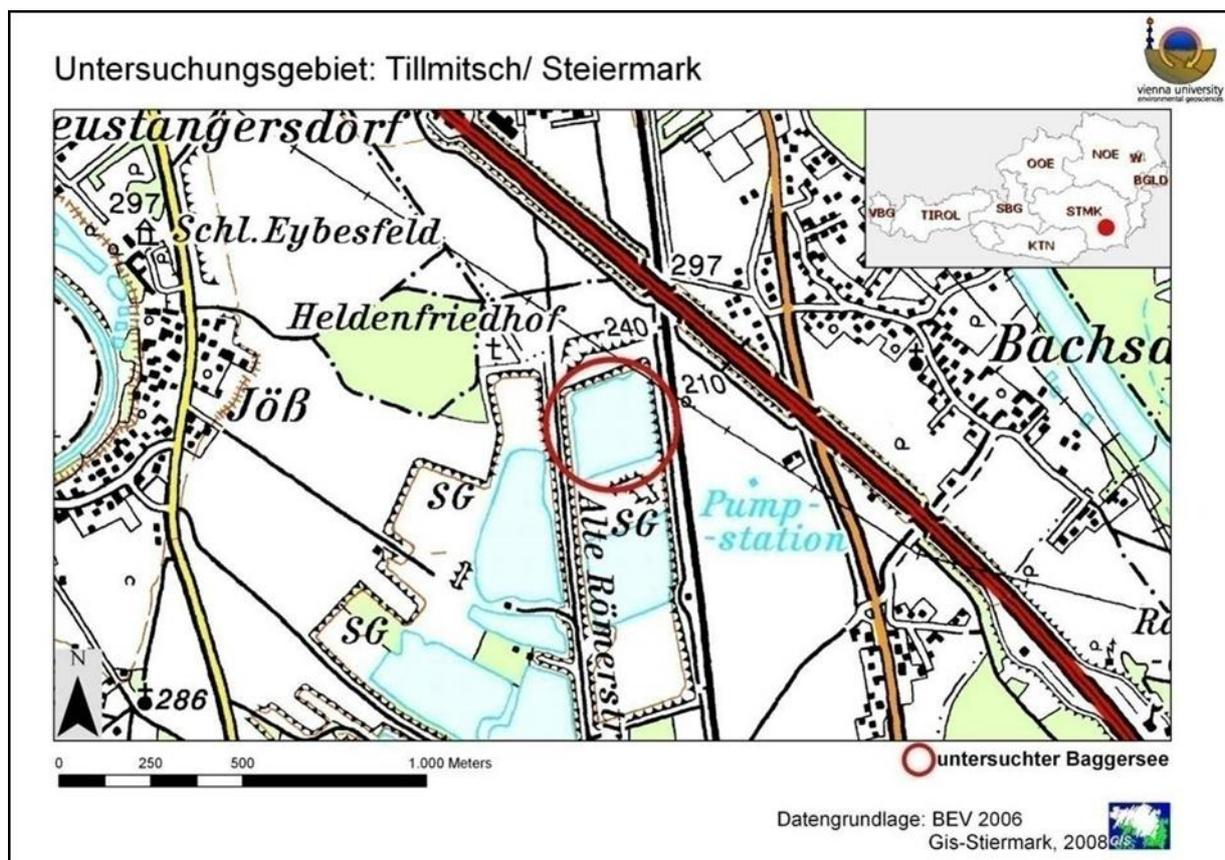 Untersuchungsgebiet: Tillmitsch/ Steiermark
vienna university
environmental geosciences
eustangersdorf
297
Schl.Eybesfeld
Heldenfriedhof
240
297
210
Jöß
Bachsa
SG
SG
SG
Alte Römerstr
Pump-
-station
286
OOE
NOE
W
BGLD
VBG
TIROL
SBG
STMK
KTN
N
0 250 500 1.000 Meters
untersuchter Baggersee
Datengrundlage: BEV 2006
Gis-Stiermark, 2008
GIS